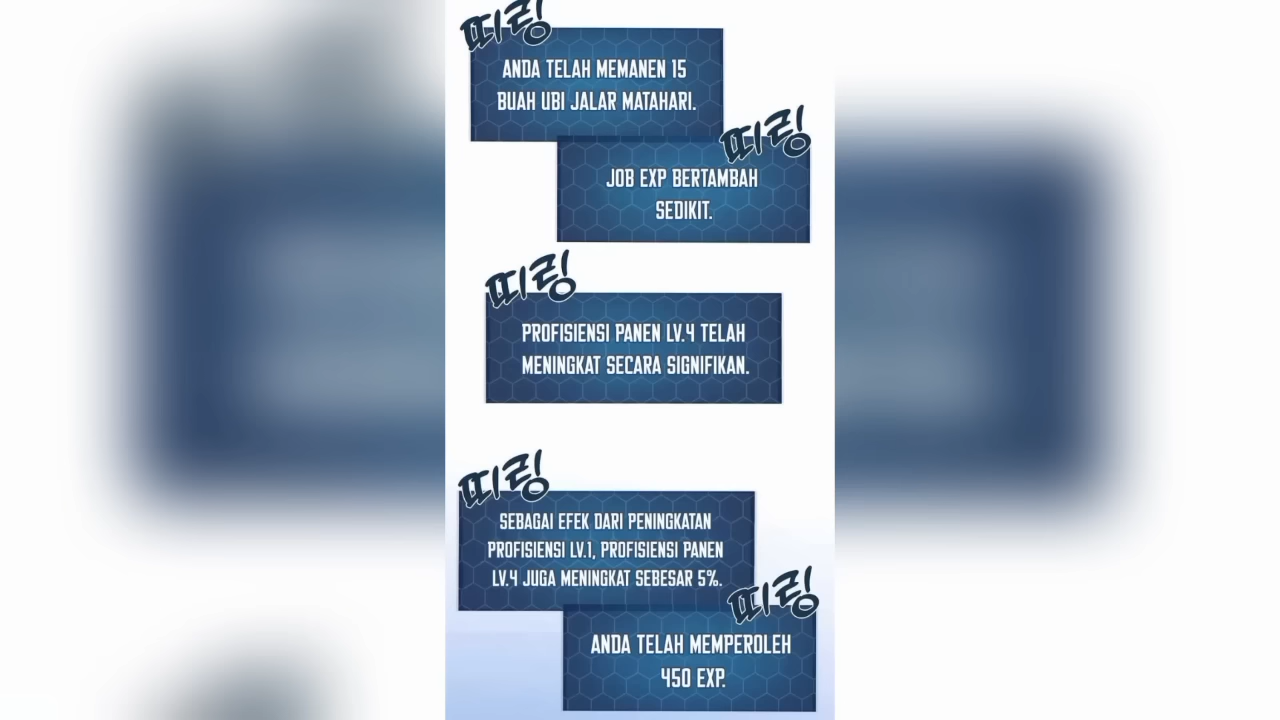 띠링
ANDA TELAH MEMANEN 15
BUAH UBI JALAR MATAHARI.
띠링
JOB EXP BERTAMBAH
SEDIKIT.
띠링
PROFISIENSI PANEN LV.4 TELAH
MENINGKAT SECARA SIGNIFIKAN.
띠링
SEBAGAI EFEK DARI PENINGKATAN
PROFISIENSI LV.1, PROFISIENSI PANEN
LV.4 JUGA MENINGKAT SEBESAR 5%.
띠링
ANDA TELAH MEMPEROLEH
450 EXP.